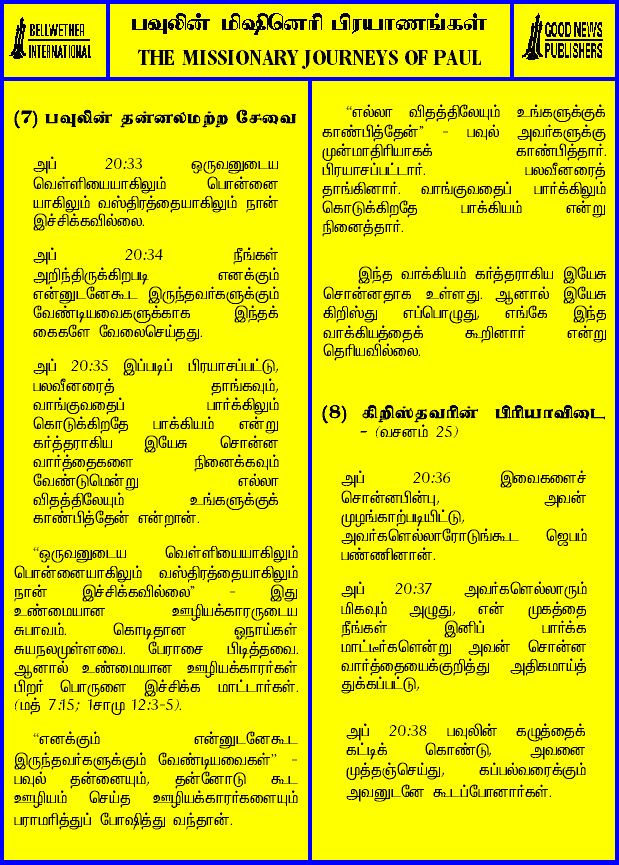 BELLWETHER
INTERNATIONAL
பவுலின் மிஷினெரி பிரயாணங்கள்
THE MISSIONARY JOURNEYS OF PAUL
GOOD NEWS
PUBLISHERS
(7) பவுலின் தன்னலமற்ற சேவை
அப் 20:33 ஒருவனுடைய
வெள்ளியையாகிலும் பொன்னை
யாகிலும் வஸ்திரத்தையாகிலும் நான்
இச்சிக்கவில்லை.
அப் 20:34 நீங்கள்
அறிந்திருக்கிறபடி எனக்கும்
என்னுடனேகூட இருந்தவர்களுக்கும்
வேண்டியவைகளுக்காக இந்தக்
கைகளே வேலைசெய்தது.
அப் 20:35 இப்படிப் பிரயாசப்பட்டு,
பலவீனரைத் தாங்கவும்,
வாங்குவதைப் பார்க்கிலும்
கொடுக்கிறதே பாக்கியம் என்று
கர்த்தராகிய இயேசு சொன்ன
வார்த்தைகளை நினைக்கவும்
வேண்டுமென்று எல்லா
விதத்திலேயும் உங்களுக்குக்
காண்பித்தேன் என்றான்.
“ஒருவனுடைய வெள்ளியையாகிலும்
பொன்னையாகிலும் வஸ்திரத்தையாகிலும்
நான் இச்சிக்கவில்லை” - இது
உண்மையான ஊழியக்காரருடைய
சுபாவம். கொடிதான ஓநாய்கள்
சுயநலமுள்ளவை. பேராசை பிடித்தவை.
ஆனால் உண்மையான ஊழியக்காரர்கள்
பிறர் பொருளை இச்சிக்க மாட்டார்கள்.
(மத் 7:15; 1சாமு 12:3-5).
“எனக்கும் என்னுடனேகூட
இருந்தவர்களுக்கும் வேண்டியவைகள்” -
பவுல் தன்னையும், தன்னோடு கூட
ஊழியம் செய்த ஊழியக்காரர்களையும்
பராமரித்துப் போஷித்து வந்தான்.
“எல்லா விதத்திலேயும் உங்களுக்குக்
காண்பித்தேன்” - பவுல் அவர்களுக்கு
முன்மாதிரியாகக் காண்பித்தார்.
பிரயாசப்பட்டார். பலவீனரைத்
தாங்கினார். வாங்குவதைப் பார்க்கிலும்
கொடுக்கிறதே பாக்கியம் என்று
நினைத்தார்.
இந்த வாக்கியம் கர்த்தராகிய இயேசு
சொன்னதாக உள்ளது. ஆனால் இயேசு
கிறிஸ்து எப்பொழுது, எங்கே இந்த
வாக்கியத்தைக் கூறினார் என்று
தெரியவில்லை.
(8) கிறிஸ்தவரின் பிரியாவிடை
- (வசனம் 25)
அப் 20:36 இவைகளைச்
சொன்னபின்பு, அவன்
முழங்காற்படியிட்டு,
அவர்களெல்லாரோடுங்கூட ஜெபம்
பண்ணினான்.
அப் 20:37 அவர்களெல்லாரும்
மிகவும் அழுது, என் முகத்தை
நீங்கள் இனிப் பார்க்க
மாட்டீர்களென்று அவன் சொன்ன
வார்த்தையைக்குறித்து அதிகமாய்த்
துக்கப்பட்டு,
அப் 20:38 பவுலின் கழுத்தைக்
கட்டிக் கொண்டு, அவனை
முத்தஞ்செய்து, கப்பல்வரைக்கும்
அவனுடனே கூடப்போனார்கள்.